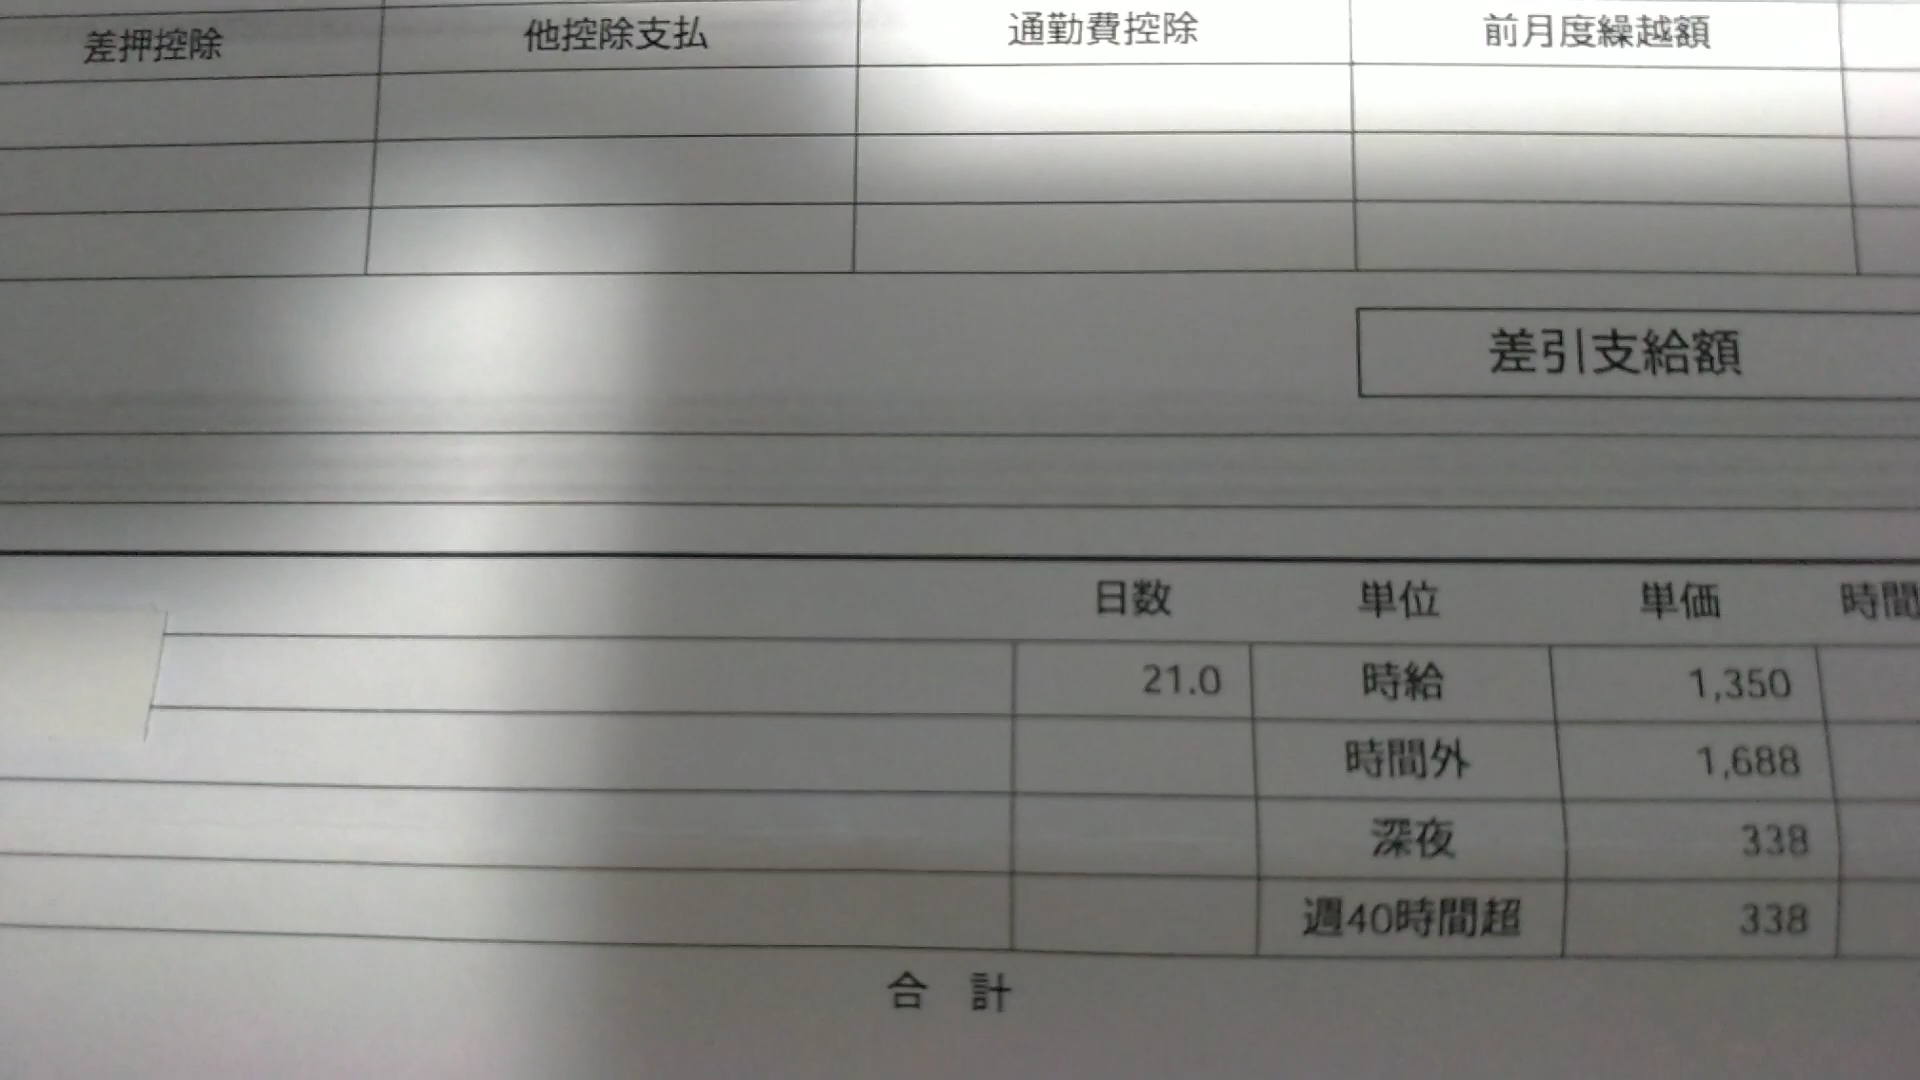 差押控除 他控除支払 通勤費控除 前月度繰越額
差引支給額
日数 単位 単価 時間
21.0 時給 1,350
時間外 1,688
深夜 338
週40時間超 338
合 計